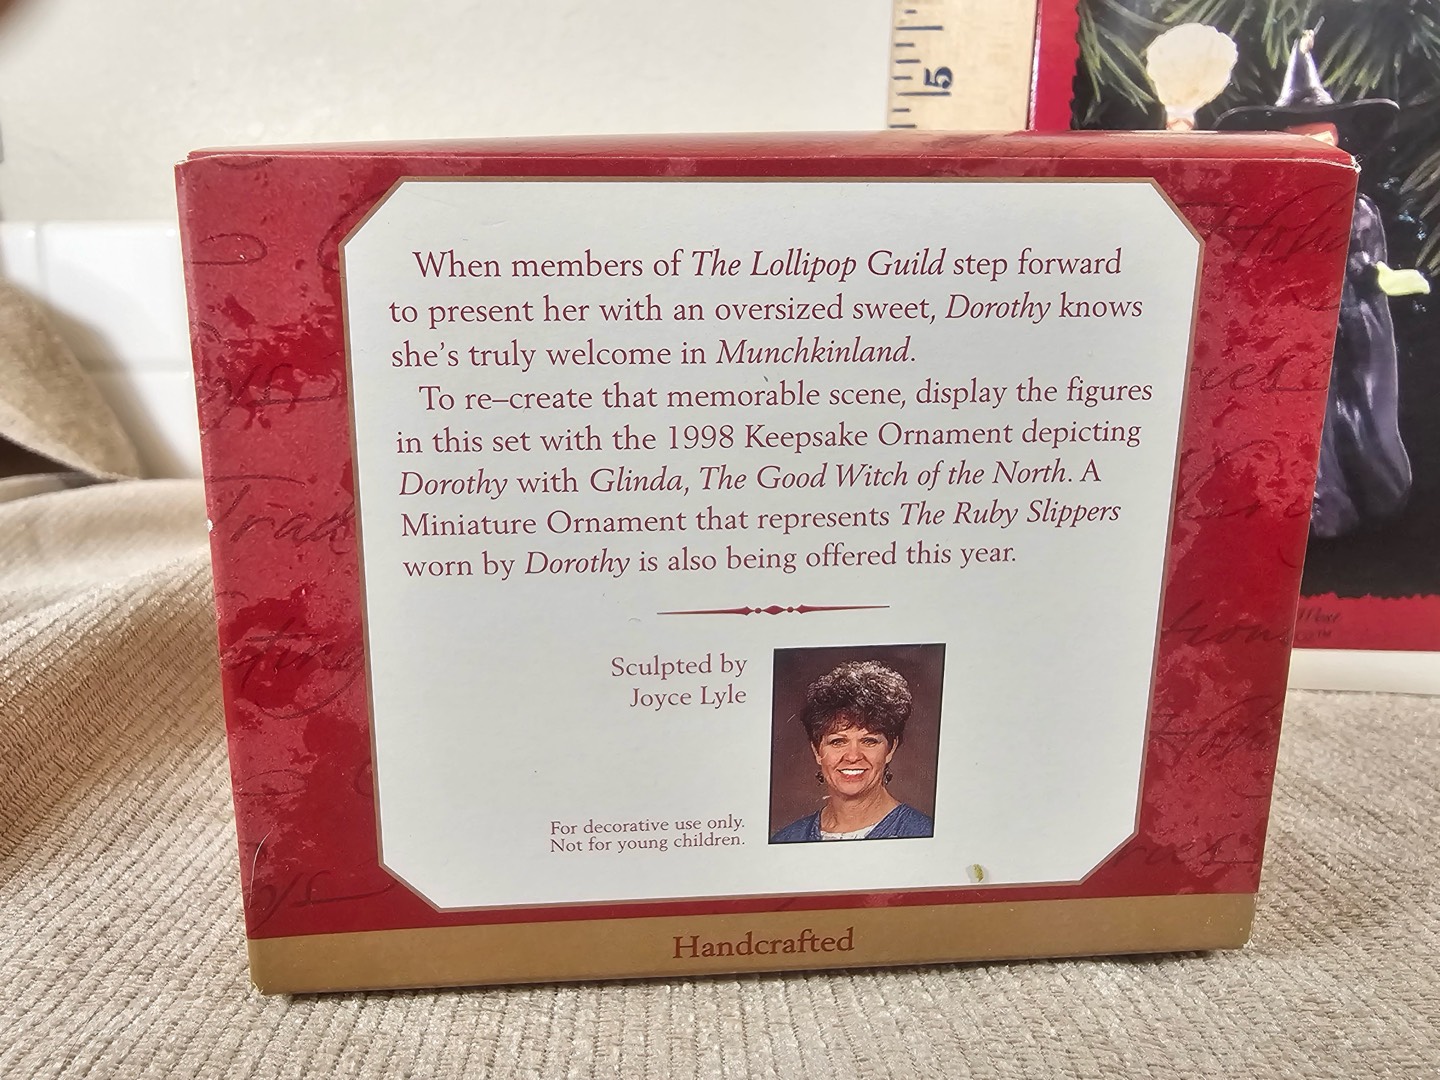 5
When members of The Lollipop Guild step forward
to present her with an oversized sweet, Dorothy knows
she's truly welcome in Munchkinland.
To re–create that memorable scene, display the figures
in this set with the 1998 Keepsake Ornament depicting
Dorothy with Glinda, The Good Witch of the North. A
Miniature Ornament that represents The Ruby Slippers
worn by Dorothy is also being offered this year.
Sculpted by
Joyce Lyle
For decorative use only.
Not for young children.
Handcrafted